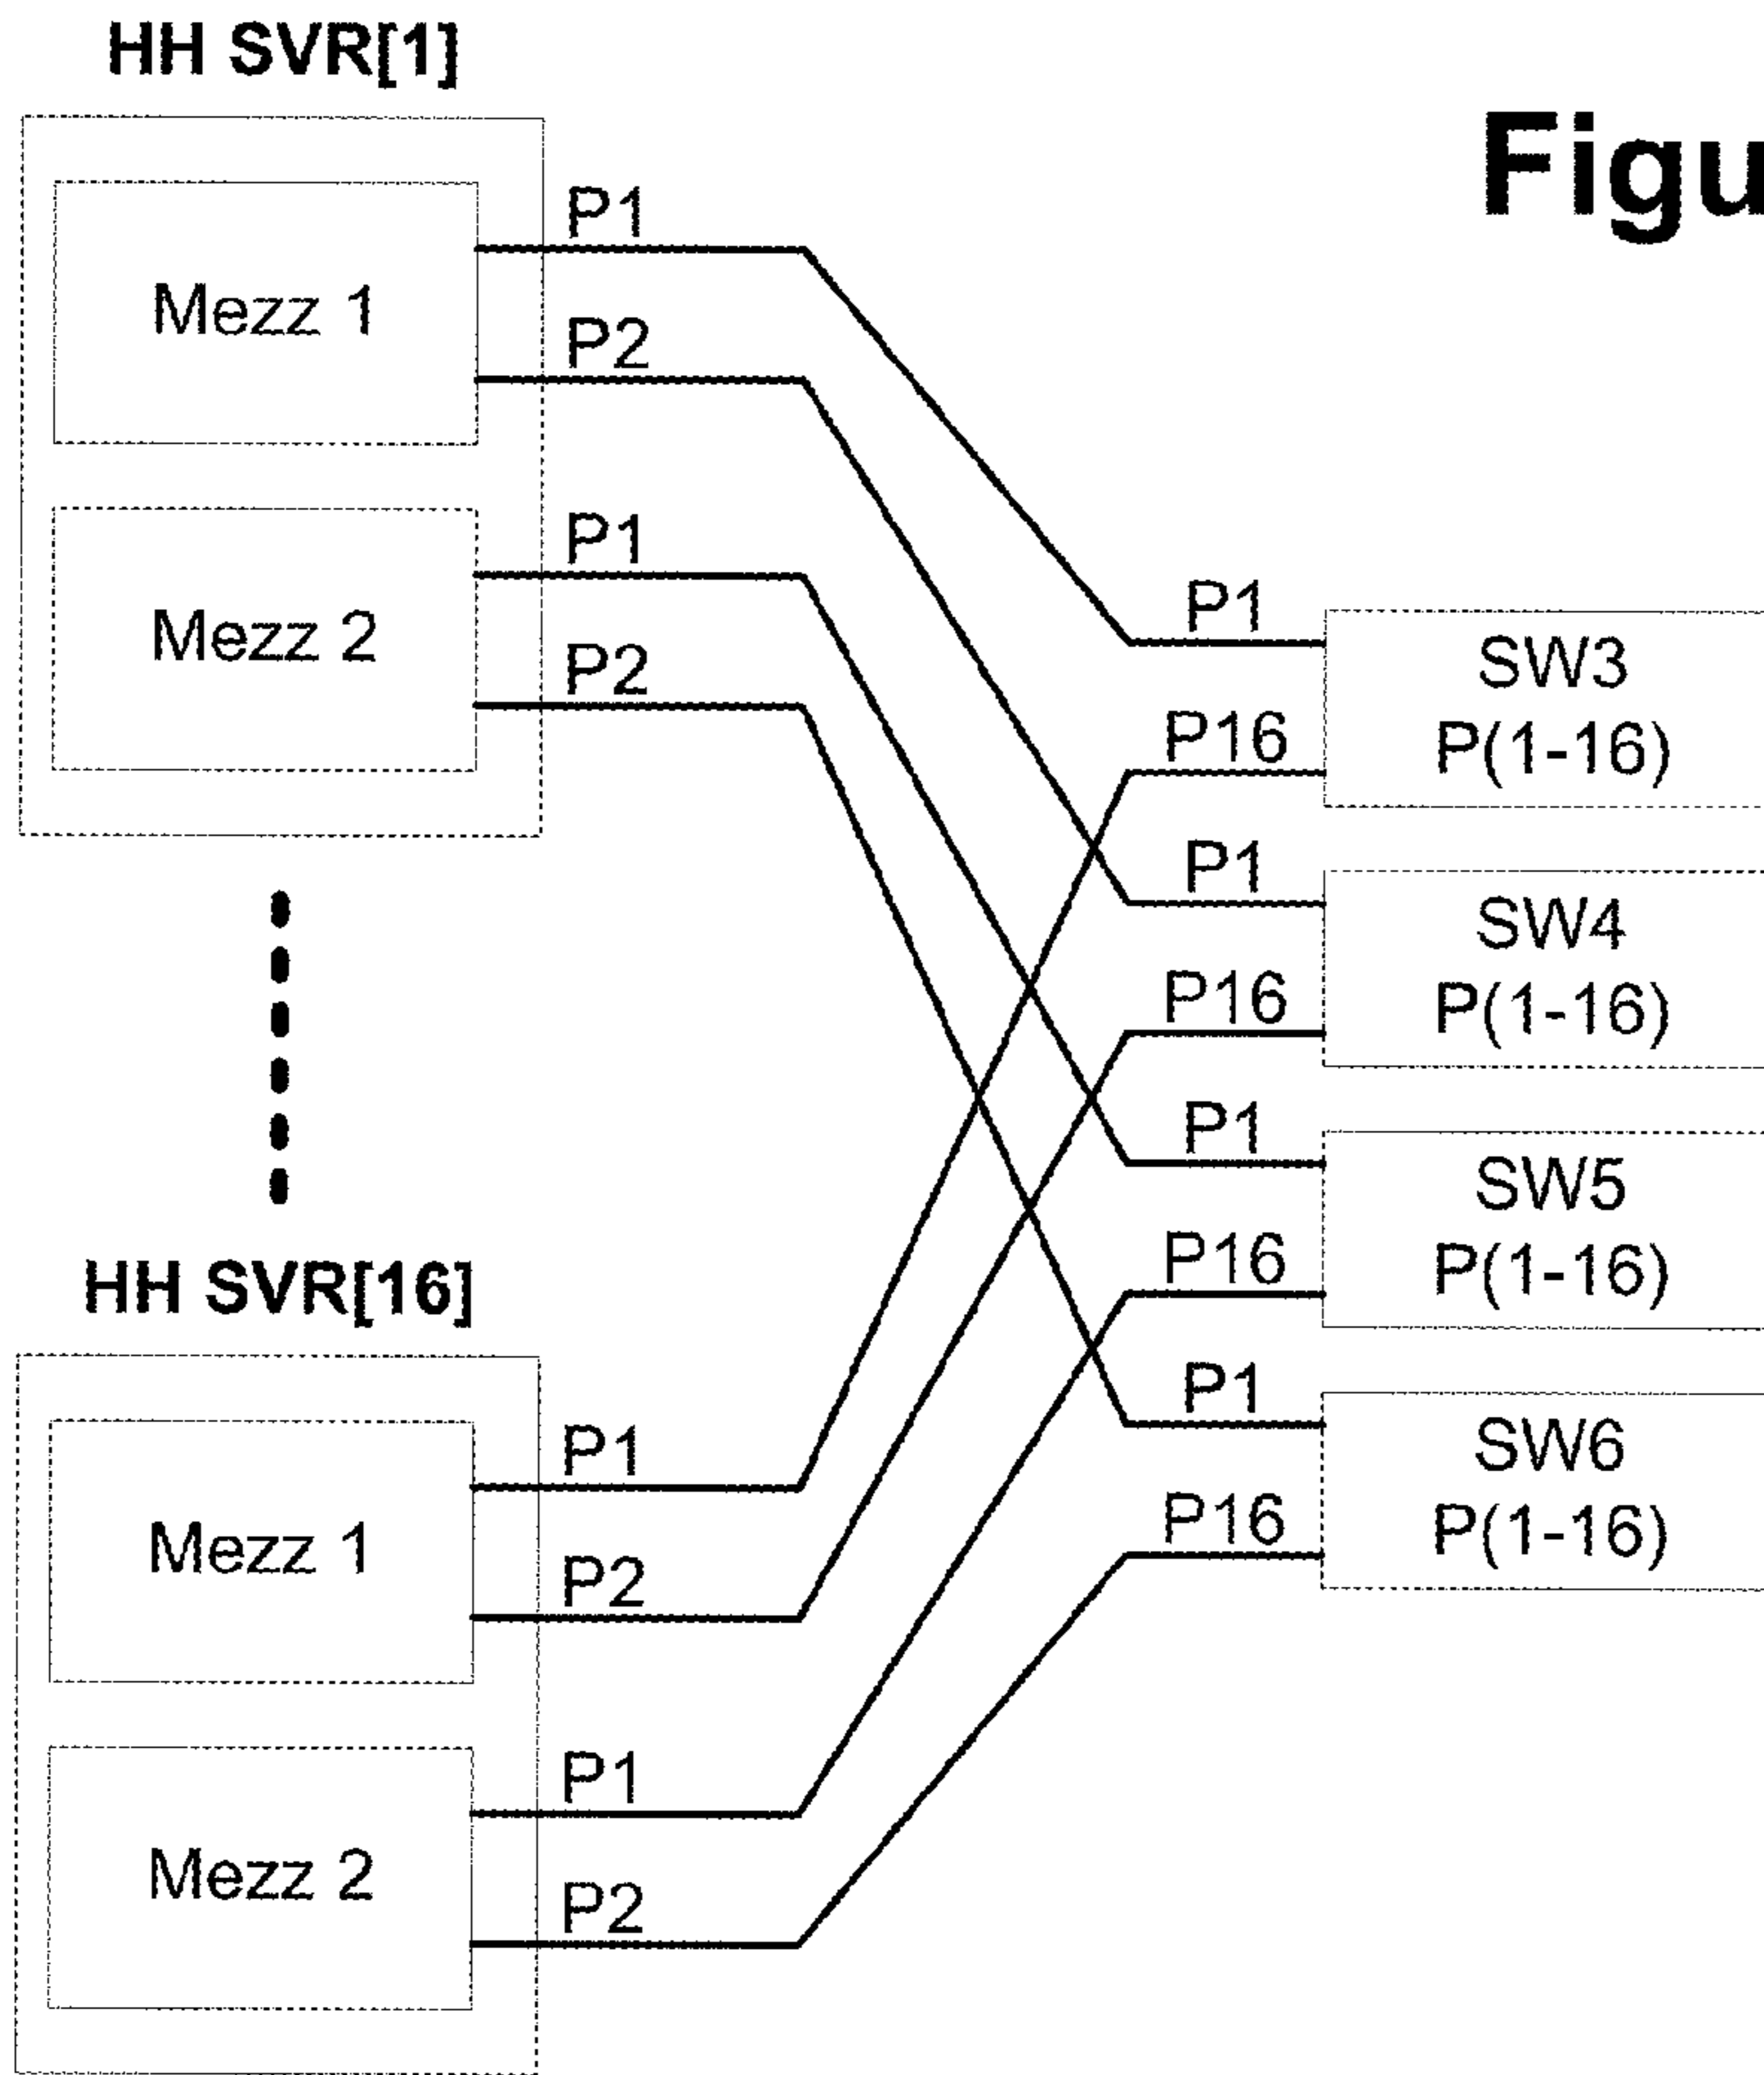 HH SVR[1]
Figu
Mezz 1
P1
P2
Mezz 2
P1
P2
P1
SW3
P16
P(1-16)
P1
SW4
P16
P(1-16)
P1
SW5
P16
P(1-16)
P1
SW6
P16
P(1-16)
HH SVR[16]
Mezz 1
P1
P2
Mezz 2
P1
P2